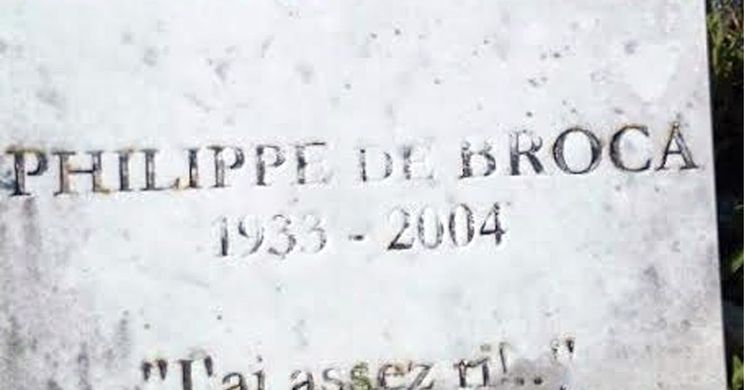 PHILIPPE DE BROCA
1933 - 2004
"J'ai assez ri!.."